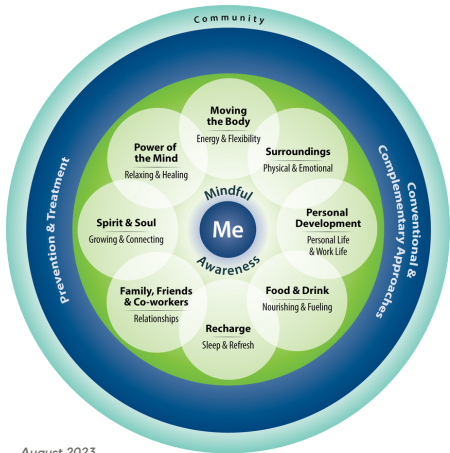 Community
Prevention & Treatment
Conventional &
Complementary Approaches
Moving
the Body
Energy & Flexibility
Surroundings
Physical & Emotional
Personal
Development
Personal Life
& Work Life
Food & Drink
Nourishing & Fueling
Recharge
Sleep & Refresh
Family, Friends
& Co-workers
Relationships
Spirit & Soul
Growing & Connecting
Power of
the Mind
Relaxing & Healing
Mindful
Me
Awareness
August 2023